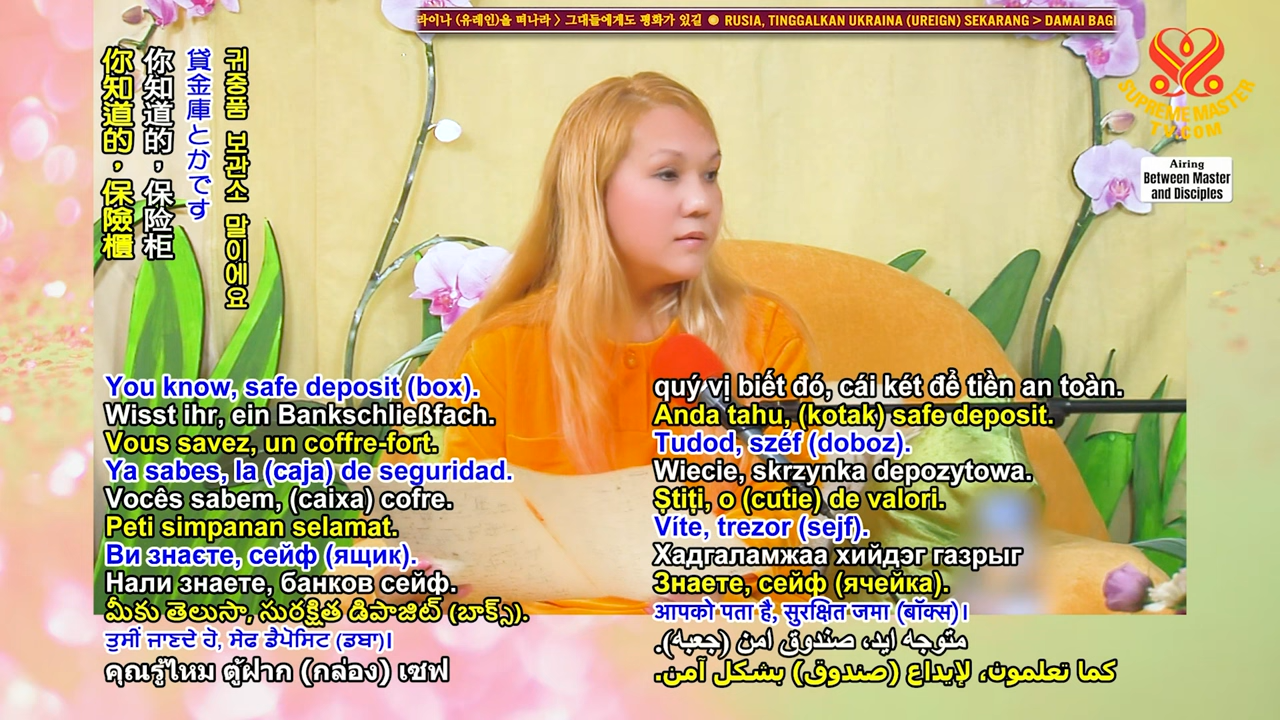 라이나 (유레인)을 떠나라 > 그대들에게도 평화가 있길 ◉ RUSIA, TINGGALKAN UKRAINA (UREIGN) SEKARANG > DAMAI BAGI
SUPREME MASTER
TV.COM
Airing
Between Master
and Disciples
귀중품 보관소 말이에요
貸金庫とかです
你知道的，保险柜
你知道的，保險櫃
You know, safe deposit (box).
Wisst ihr, ein Bankschließfach.
Vous savez, un coffre-fort.
Ya sabes, la (caja) de seguridad.
Vocês sabem, (caixa) cofre.
Peti simpanan selamat.
Ви знаєте, сейф (ящик).
Нали знаете, банков сейф.
మీకు తెలుసా, సురక్షిత డిపాజిట్ (బాక్స్).
ਤੁਸੀਂ ਜਾਣਦੇ ਹੋ, ਸੇਫ ਡੈਪੋਸਿਟ (ਡਬਾ)।
คุณรู้ไหม ตู้ฝาก (กล่อง) เซฟ
quý vị biết đó, cái két để tiền an toàn.
Anda tahu, (kotak) safe deposit.
Tudod, széf (doboz).
Wiecie, skrzynka depozytowa.
Știți, o (cutie) de valori.
Víte, trezor (sejf).
Хадгаламжаа хийдэг газрыг
Знаете, сейф (ячейка).
आपको पता है, सुरक्षित जमा (बॉक्स)।
متوجه اید، صندوق امن (جعبه).
كما تعلمون، لإيداع (صندوق) بشكل آمن.